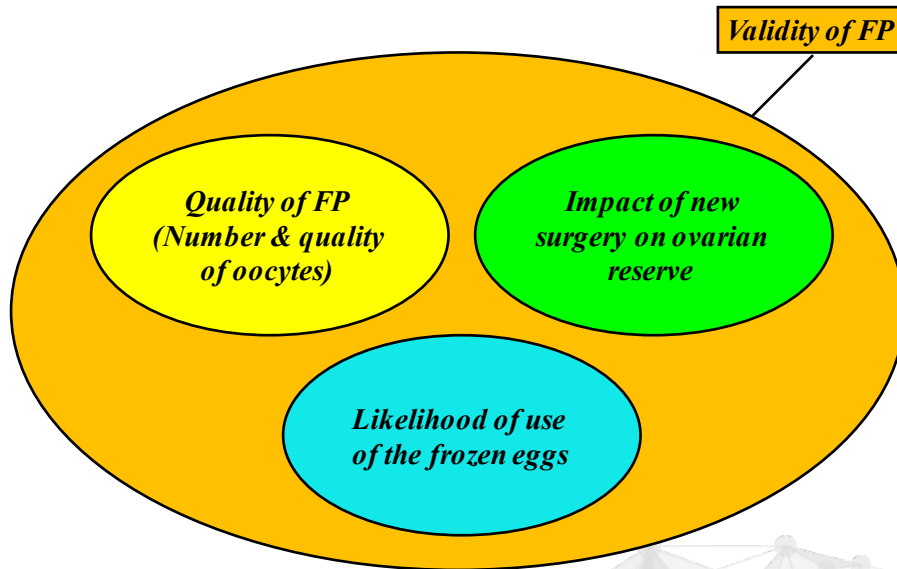 Validity of FP
Quality of FP
(Number & quality
of oocytes)
Impact of new
surgery on ovarian
reserve
Likelihood of use
of the frozen eggs